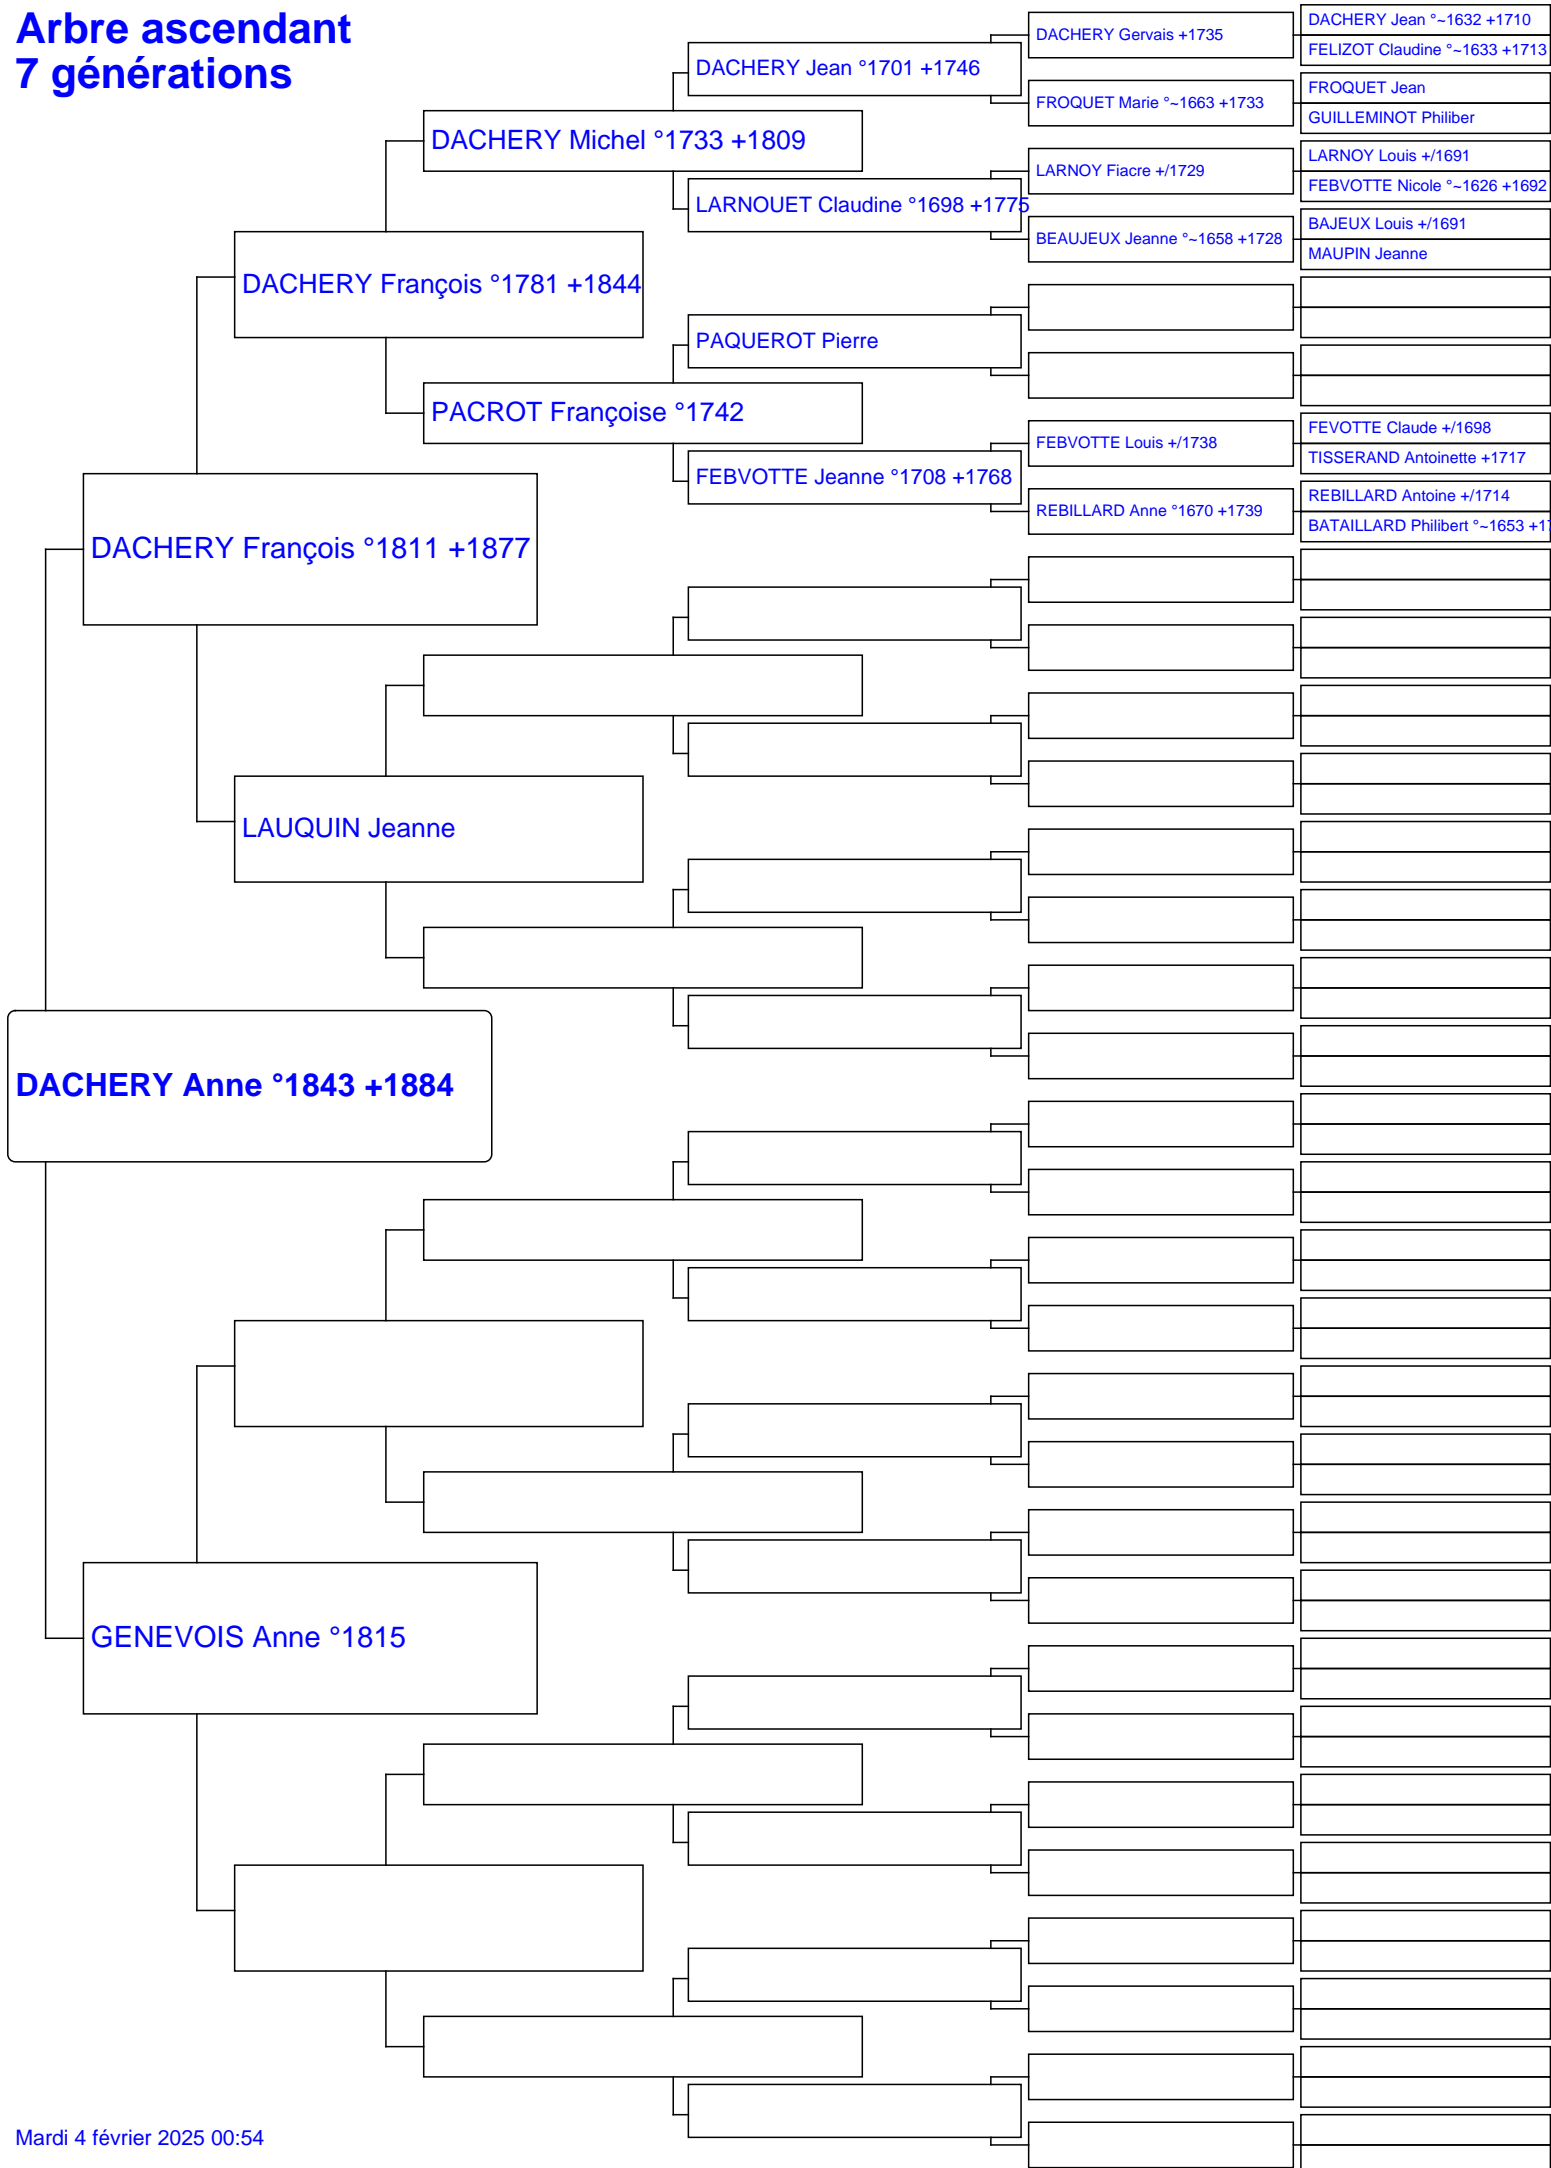 Arbre ascendant
7 générations
DACHERY Anne °1843 +1884
DACHERY François °1811 +1877
GENEVOIS Anne °1815
DACHERY François °1781 +1844
LAUQUIN Jeanne
DACHERY Michel °1733 +1809
PACROT Françoise °1742
DACHERY Jean °1701 +1746
LARNOUET Claudine °1698 +1775
PAQUEROT Pierre
FEBVOTTE Jeanne °1708 +1768
DACHERY Gervais +1735
FROQUET Marie °~1663 +1733
LARNOY Fiacre +/1729
BEAUJEUX Jeanne °~1658 +1728
FEBVOTTE Louis +/1738
REBILLARD Anne °1670 +1739
DACHERY Jean °~1632 +1710
FELIZOT Claudine °~1633 +1713
FROQUET Jean
GUILLEMINOT Philiber
LARNOY Louis +/1691
FEBVOTTE Nicole °~1626 +1692
BAJEUX Louis +/1691
MAUPIN Jeanne
FEVOTTE Claude +/1698
TISSERAND Antoinette +1717
REBILLARD Antoine +/1714
BATAILLARD Philibert °~1653
Mardi 4 février 2025 00:54